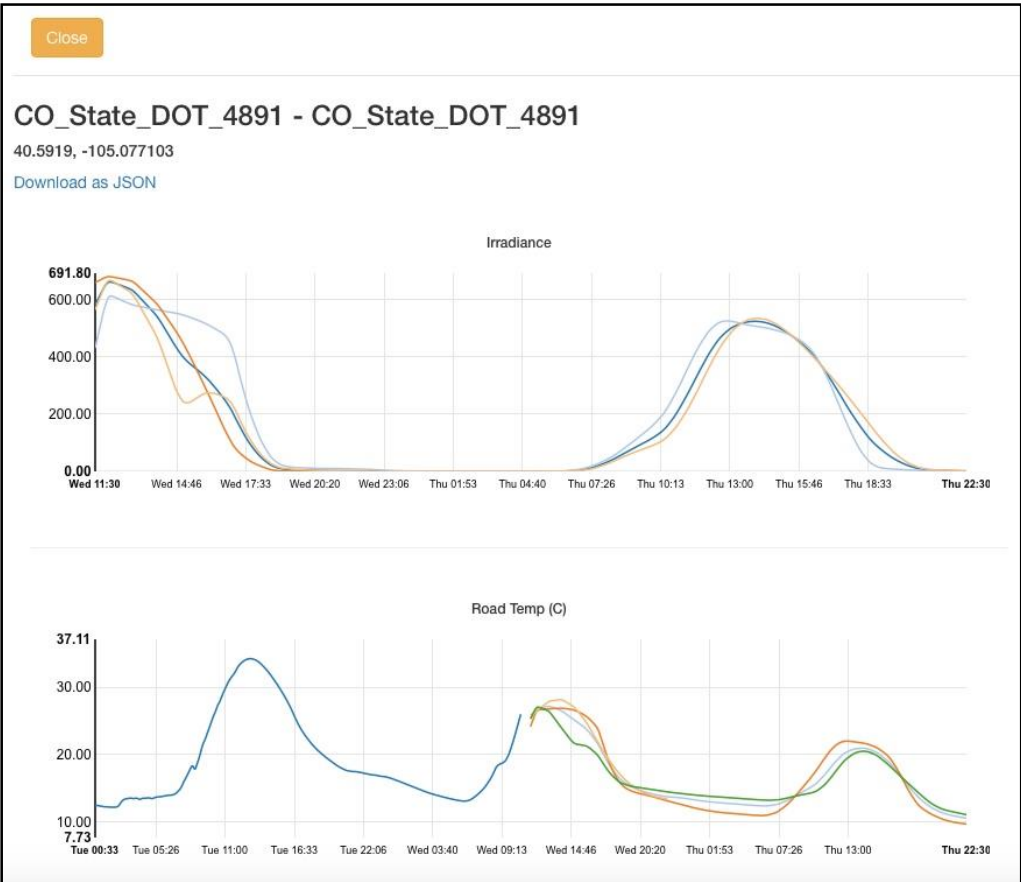 Close
CO_State_DOT_4891 - CO_State_DOT_4891
40.5919, -105.077103
Download as JSON
Irradiance
691.80
600.00
400.00
200.00
0.00
Wed 11:30 Wed 14:46 Wed 17:33 Wed 20:20 Wed 23:06 Thu 01:53 Thu 04:40 Thu 07:26 Thu 10:13 Thu 13:00 Thu 15:46 Thu 18:33 Thu 22:30
Road Temp (C)
37.11
30.00
20.00
10.00
7.73
Tue 00:33 Tue 05:26 Tue 11:00 Tue 16:33 Tue 22:06 Wed 03:40 Wed 09:13 Wed 14:46 Wed 20:20 Thu 01:53 Thu 07:26 Thu 13:00 Thu 22:30